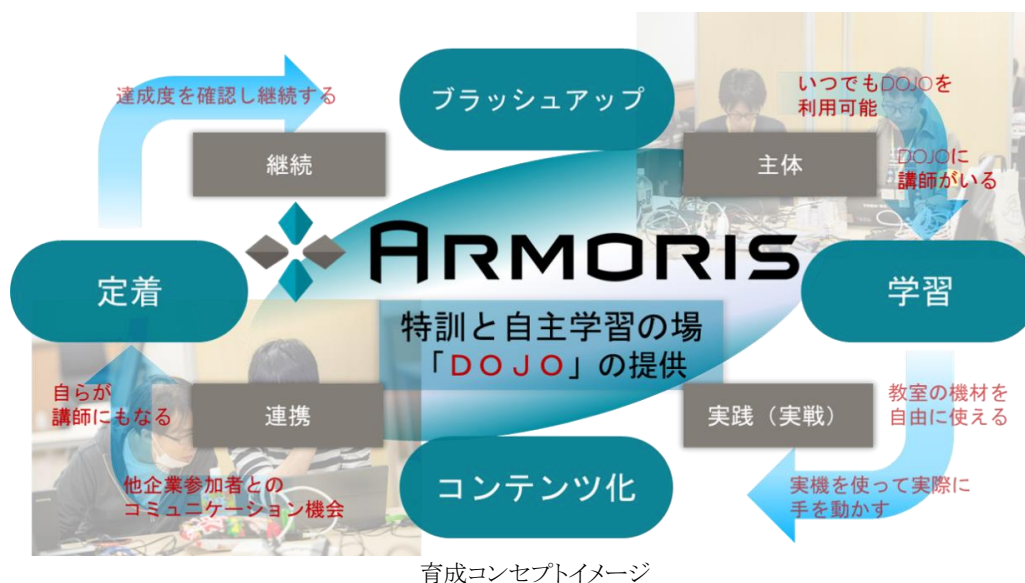 達成度を確認し継続する
ブラッシュアップ
いつでもDOJOを
利用可能
継続
主体
DOJOに
講師がいる
ARMORIS
定着
学習
特訓と自主学習の場
「ＤＯＪＯ」の提供
自らが
講師にもなる
連携
実践（実戦）
教室の機材を
自由に使える
他企業参加者との
コミュニケーション機会
コンテンツ化
実機を使って実際に
手を動かす
育成コンセプトイメージ